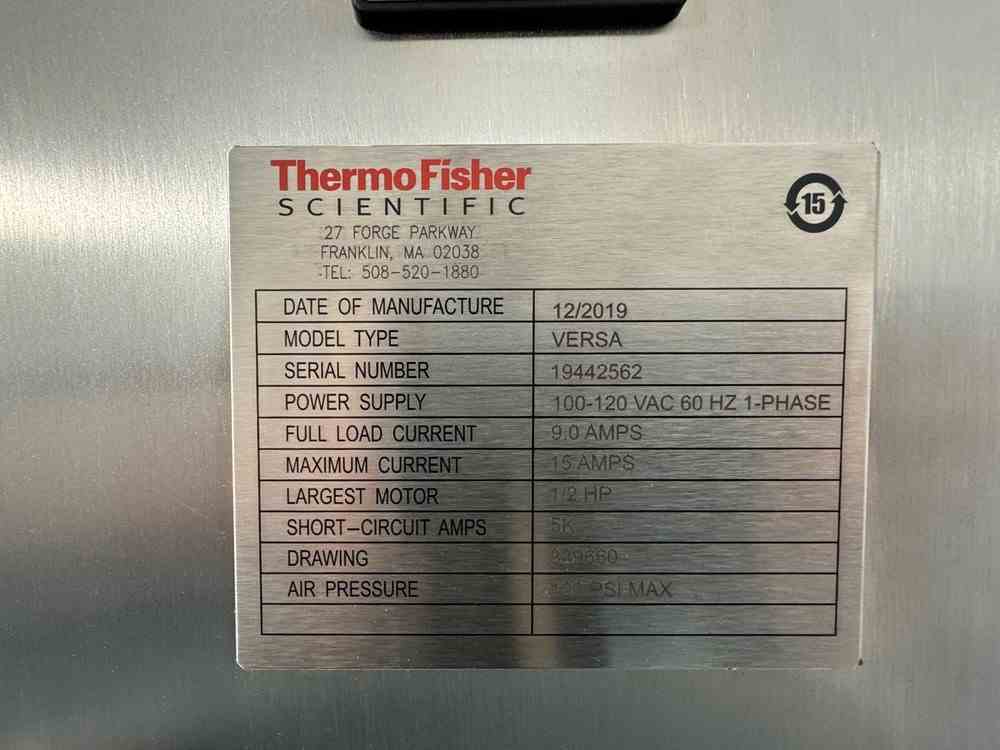 ThermoFisher
SCIENTIFIC
27 FORGE PARKWAY
FRANKLIN, MA 02038
TEL: 508-520-1880
15
DATE OF MANUFACTURE 12/2019
MODEL TYPE VERSA
SERIAL NUMBER 19442562
POWER SUPPLY 100-120 VAC 60 HZ 1-PHASE
FULL LOAD CURRENT 9.0 AMPS
MAXIMUM CURRENT 15 AMPS
LARGEST MOTOR 1/2 HP
SHORT-CIRCUIT AMPS 5K
DRAWING
AIR PRESSURE PSI MAX